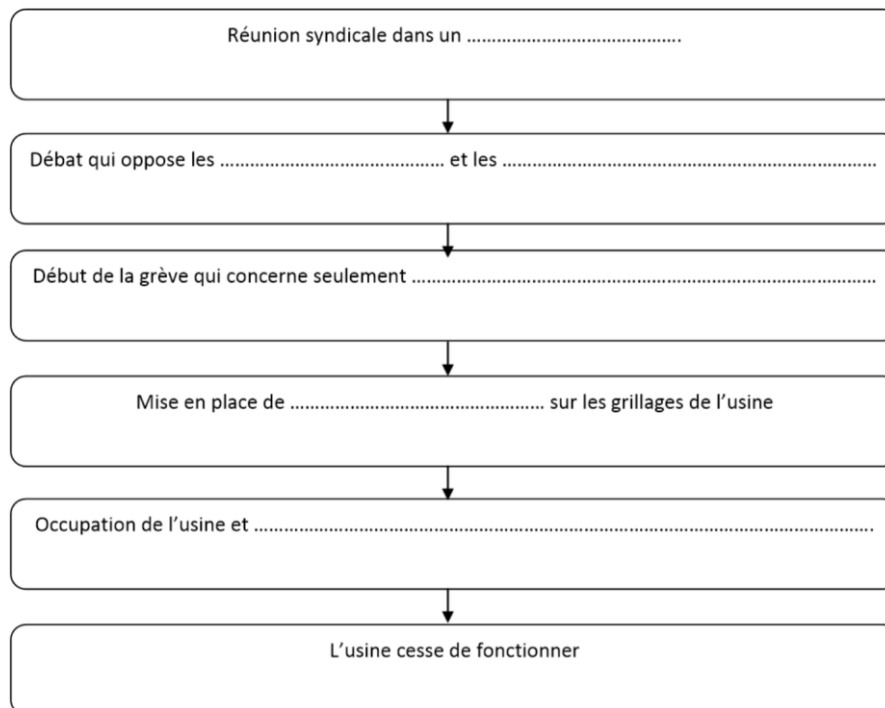 Réunion syndicale dans un …………………………………….
Débat qui oppose les ……………………………………… et les …………………………………………………………………
Début de la grève qui concerne seulement …………………………………………………………………………………
Mise en place de …………………………………………… sur les grillages de l’usine
Occupation de l’usine et …………………………………………………………………………………………………………….
L’usine cesse de fonctionner